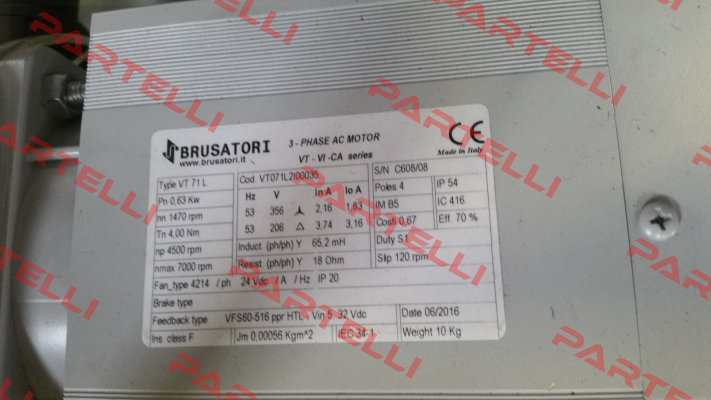 BRUSATORI
www.brusatori.it
3 - PHASE AC MOTOR
VT - VI -CA series
CE
Made in Italy
Type VT 71 L
Cod VT071L2I00035
S/N C608/08
Pn 0,63 Kw
Hz V In A Io A
Poles 4
IP 54
nn 1470 rpm
53 356 2,16 1,83
IM B5
IC 416
Tn 4,00 Nm
53 206 △ 3,74 3,16
Cosfi 0,67
Eff. 70 %
np 4500 rpm
Induct. (ph/ph) Y 65,2 mH
Duty S1
nmax 7000 rpm
Resist. (ph/ph) Y 18 Ohm
Slip 120 rpm
Fan_type 4214 / ph 24 Vdc / A / Hz IP 20
Brake type
Feedback type VFS60-516 ppr HTL Vin 5 32 Vdc
Date 06/2016
Ins. class F
Jm 0,00056 Kgm^2
IEC 34-1
Weight 10 Kg
PARTELLI
PARTELLI
PARTELLI
PARTELLI
PARTELLI
PARTELLI